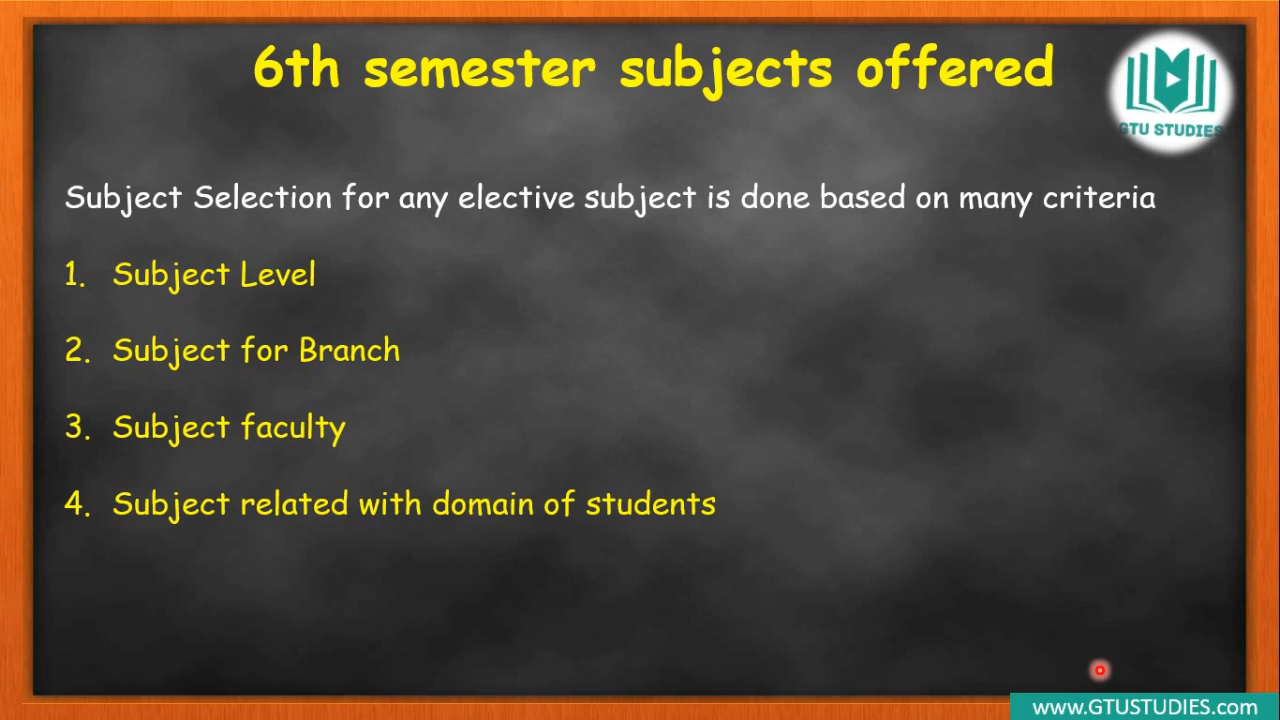 6th semester subjects offered
GTU STUDIES
Subject Selection for any elective subject is done based on many criteria
1. Subject Level
2. Subject for Branch
3. Subject faculty
4. Subject related with domain of students
www.GTUSTUDIES.com